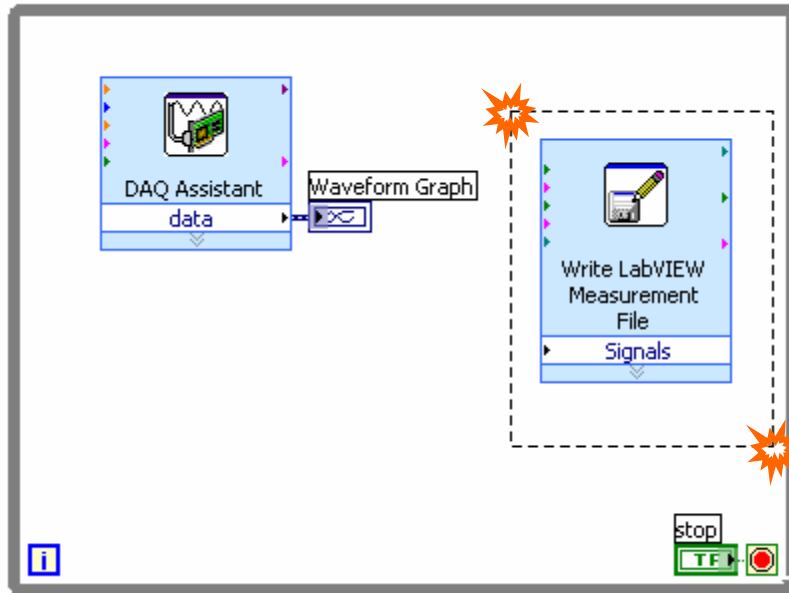 DAQ Assistant
data
Waveform Graph
Write LabVIEW
Measurement
File
Signals
i
stop
TF